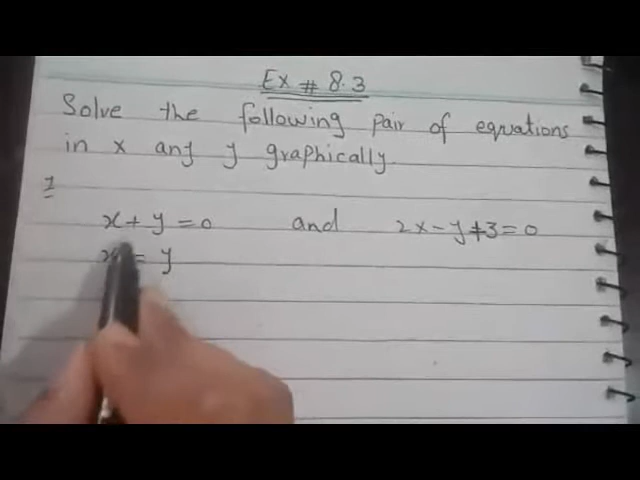 Ex # 8.3
Solve the following pair of equations
in x any y graphically.
1
x + y = 0 and 2x - y + 3 = 0
x = y